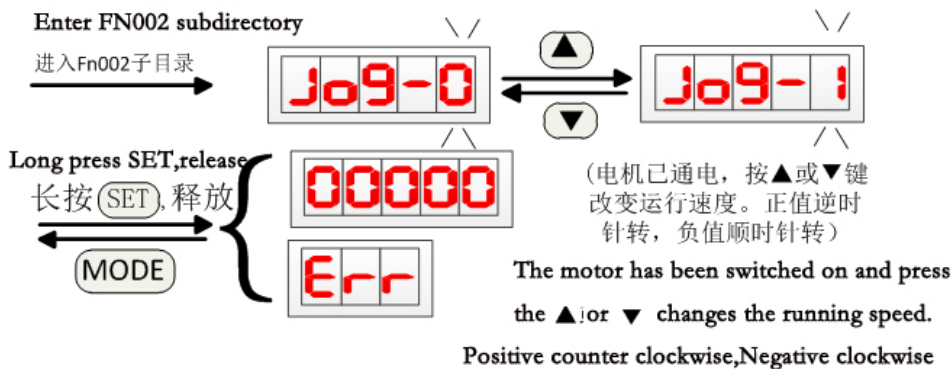 Enter FN002 subdirectory
进入Fn002子目录
Jog-0
▲
▼
Jog-1
Long press SET,release
长按 SET ,释放
MODE
00000
Err
(电机已通电，按▲或▼键
改变运行速度。正值逆时
针转，负值顺时针转)
The motor has been switched on and press
the ▲ or ▼ changes the running speed.
Positive counter clockwise,Negative clockwise